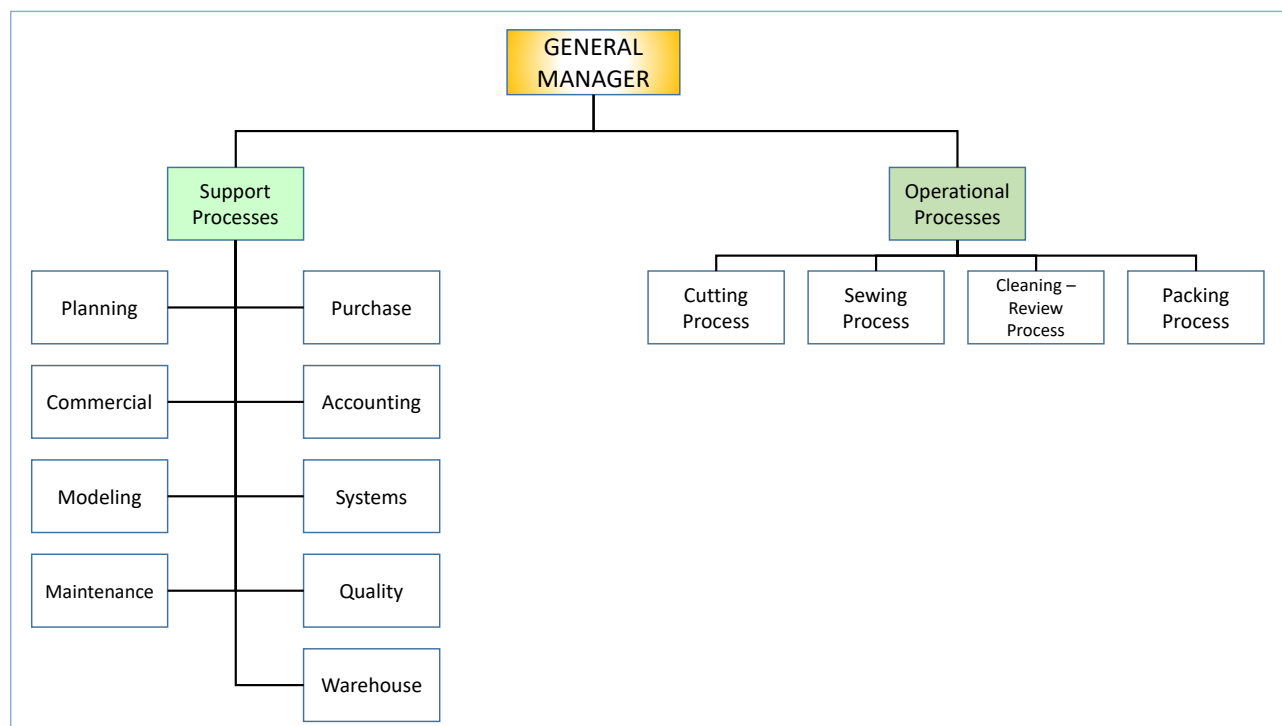 GENERAL
MANAGER
Support
Processes
Operational
Processes
Planning
Purchase
Cutting
Process
Sewing
Process
Cleaning –
Review
Process
Packing
Process
Commercial
Accounting
Modeling
Systems
Maintenance
Quality
Warehouse